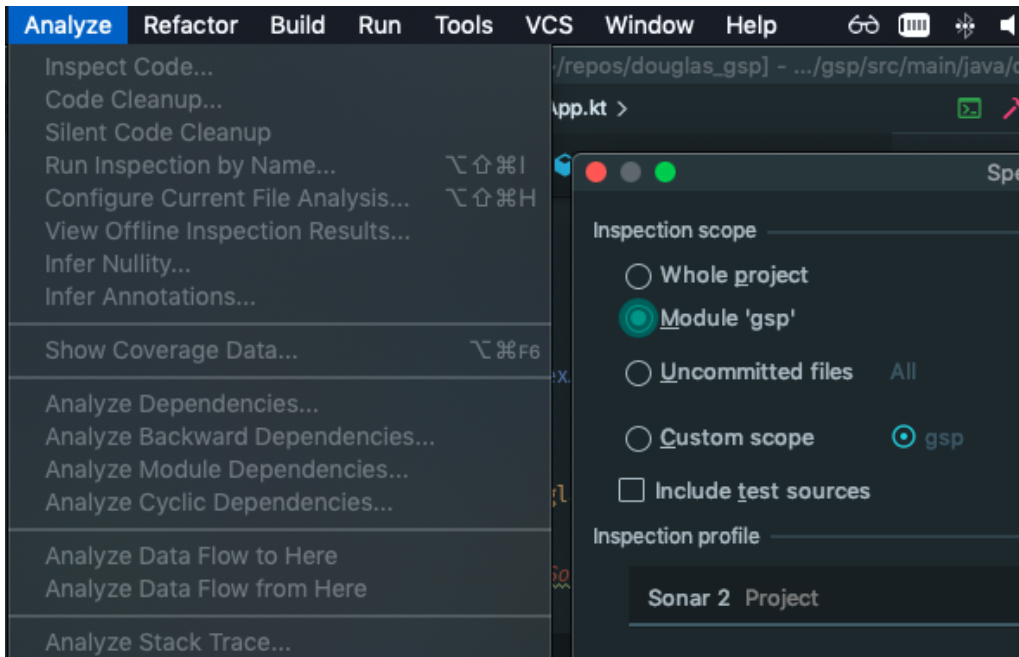 Analyze Refactor Build Run Tools VCS Window Help
Inspect Code...
Code Cleanup...
Silent Code Cleanup
Run Inspection by Name... ⌥⇧⌘I
Configure Current File Analysis... ⌥⇧⌘H
View Offline Inspection Results...
Infer Nullity...
Infer Annotations...
Show Coverage Data... ⌥⌘F6
Analyze Dependencies...
Analyze Backward Dependencies...
Analyze Module Dependencies...
Analyze Cyclic Dependencies...
Analyze Data Flow to Here
Analyze Data Flow from Here
Analyze Stack Trace...
/repos/douglas_gsp] - .../gsp/src/main/java/
App.kt >
Spe
Inspection scope
Whole project
Module 'gsp'
Uncommitted files All
Custom scope gsp
Include test sources
Inspection profile
Sonar 2 Project